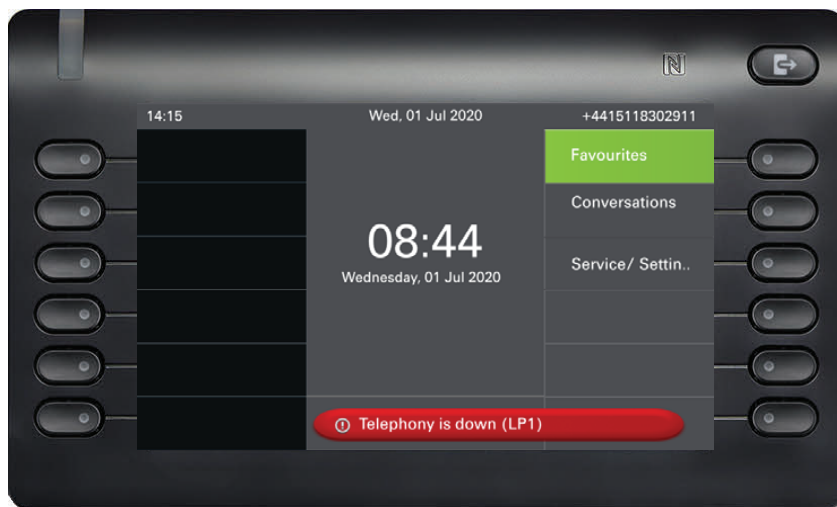 14:15 Wed, 01 Jul 2020 +4415118302911
Favourites
Conversations
08:44
Wednesday, 01 Jul 2020
Service/ Settin..
Telephony is down (LP1)